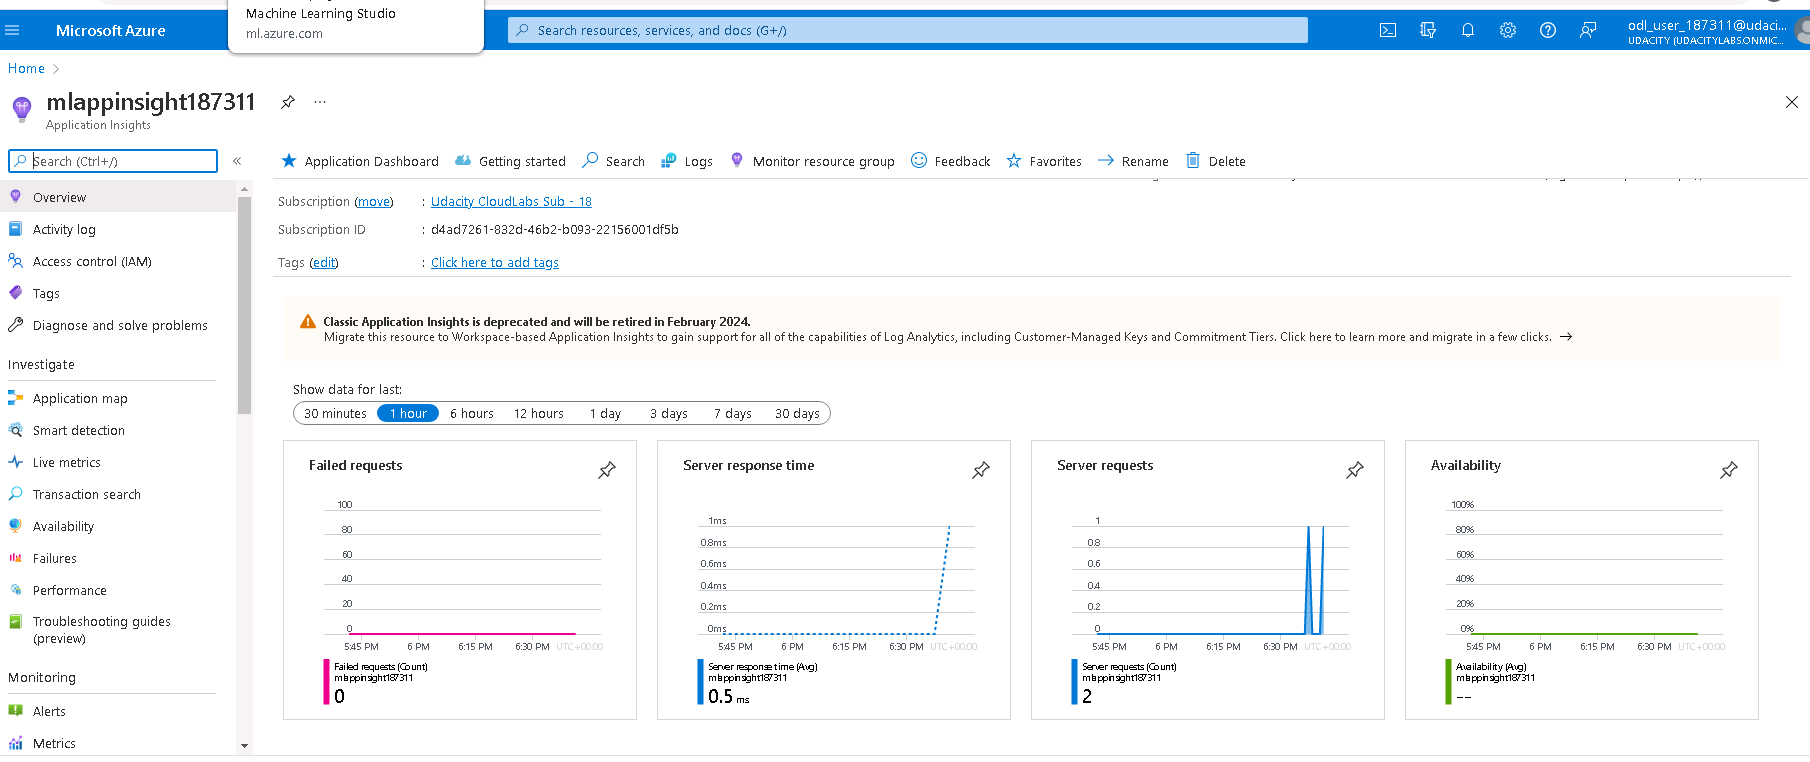 Machine Learning Studio
ml.azure.com
Microsoft Azure
Search resources, services, and docs (G+/)
odl_user_187311@udaci...
UDACITY (UDACITYLABS.ONMIC...
Home
mlappinsight187311
...
Application Insights
Search (Ctrl+/)
«
Application Dashboard
Getting started
Search
Logs
Monitor resource group
Feedback
Favorites
Rename
Delete
Overview
Activity log
Access control (IAM)
Tags
Diagnose and solve problems
Investigate
Application map
Smart detection
Live metrics
Transaction search
Availability
Failures
Performance
Troubleshooting guides
(preview)
Monitoring
Alerts
Metrics
Subscription (move) : Udacity CloudLabs Sub - 18
Subscription ID : d4ad7261-832d-46b2-b093-22156001df5b
Tags (edit) : Click here to add tags
Classic Application Insights is deprecated and will be retired in February 2024.
Migrate this resource to Workspace-based Application Insights to gain support for all of the capabilities of Log Analytics, including Customer-Managed Keys and Commitment Tiers. Click here to learn more and migrate in a few clicks. →
Show data for last:
30 minutes 1 hour 6 hours 12 hours 1 day 3 days 7 days 30 days
Failed requests
100
80
60
40
20
0
5:45 PM 6 PM 6:15 PM 6:30 PM UTC+00:00
Failed requests (Count)
mlappinsight187311
0
Server response time
1ms
0.8ms
0.6ms
0.4ms
0.2ms
0ms
5:45 PM 6 PM 6:15 PM 6:30 PM UTC+00:00
Server response time (Avg)
mlappinsight187311
0.5 ms
Server requests
1
0.8
0.6
0.4
0.2
0
5:45 PM 6 PM 6:15 PM 6:30 PM UTC+00:00
Server requests (Count)
mlappinsight187311
2
Availability
100%
80%
60%
40%
20%
0%
5:45 PM 6 PM 6:15 PM 6:30 PM UTC+00:00
Availability (Avg)
mlappinsight187311
--